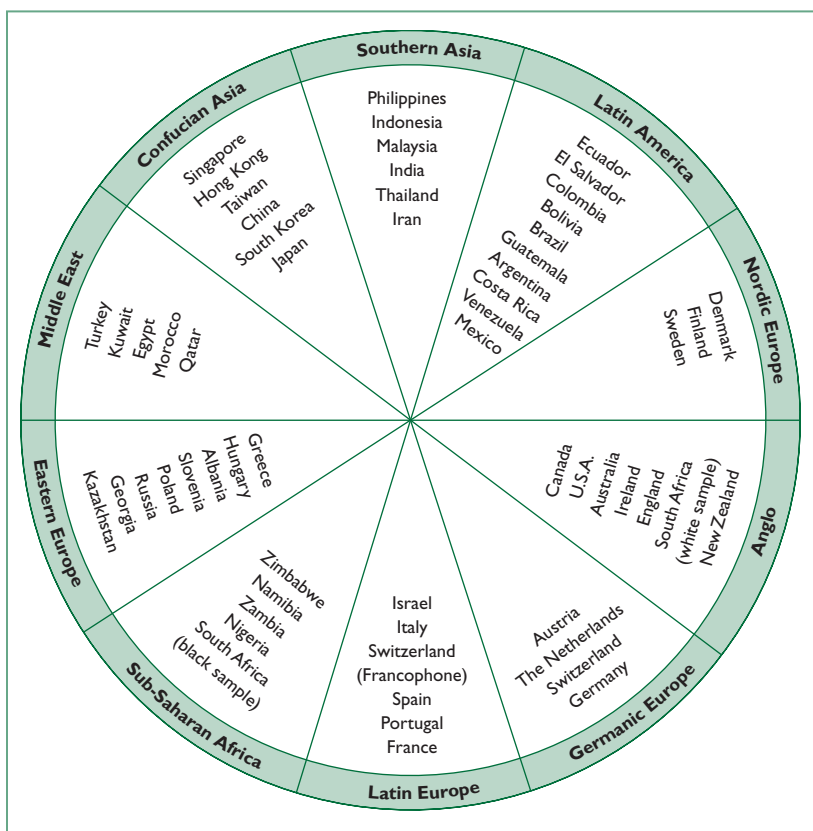 Southern Asia
Philippines
Indonesia
Malaysia
India
Thailand
Iran
Latin America
Ecuador
El Salvador
Colombia
Bolivia
Brazil
Guatemala
Argentina
Costa Rica
Venezuela
Mexico
Nordic Europe
Denmark
Finland
Sweden
Anglo
Canada
U.S.A.
Australia
Ireland
England
South Africa
(white sample)
New Zealand
Germanic Europe
Austria
The Netherlands
Switzerland
Germany
Latin Europe
Israel
Italy
Switzerland
(Francophone)
Spain
Portugal
France
Sub-Saharan Africa
Zimbabwe
Namibia
Zambia
Nigeria
South Africa
(black sample)
Eastern Europe
Greece
Hungary
Albania
Slovenia
Poland
Russia
Georgia
Kazakhstan
Middle East
Turkey
Kuwait
Egypt
Morocco
Qatar
Confucian Asia
Singapore
Hong Kong
Taiwan
China
South Korea
Japan